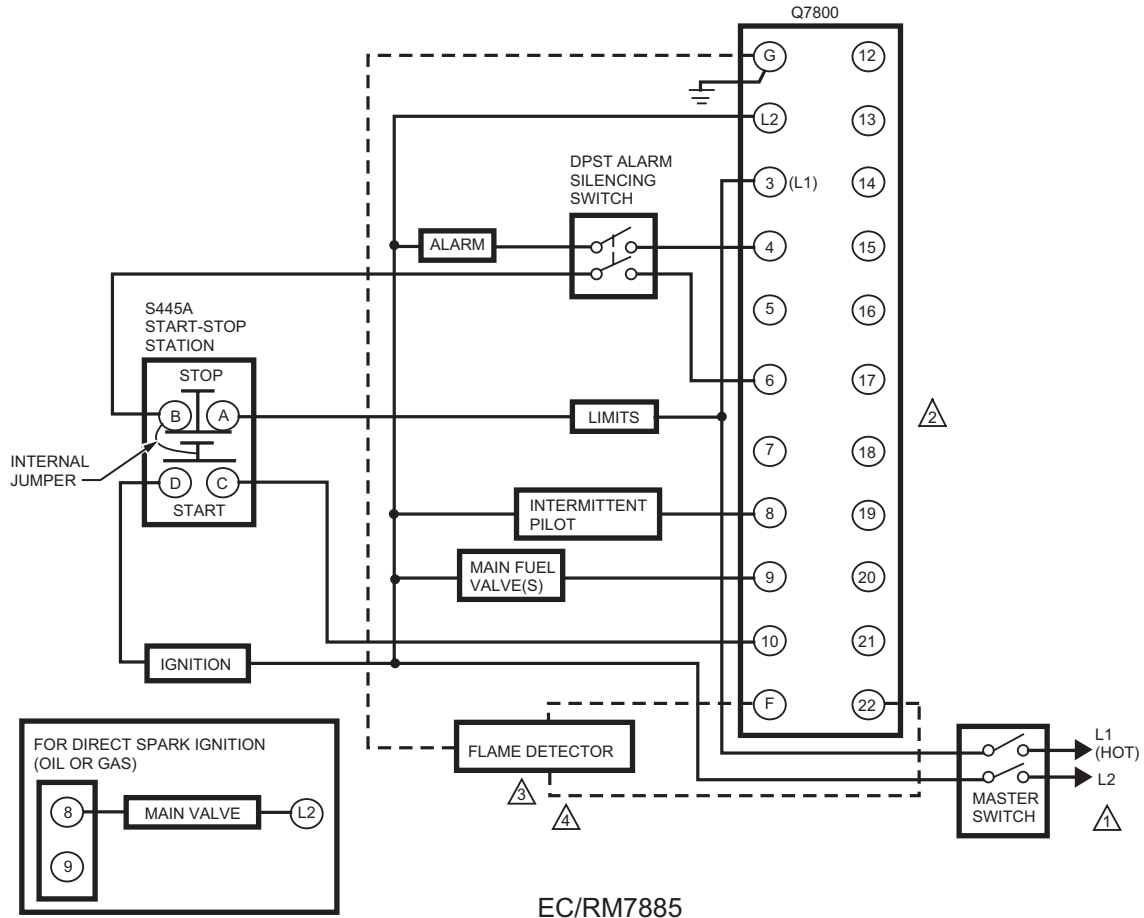 Q7800
G
12
L2
13
3
(L1)
14
DPST ALARM
SILENCING
SWITCH
ALARM
4
15
5
16
S445A
START-STOP
STATION
STOP
6
17
B
A
LIMITS
2
INTERNAL
JUMPER
7
18
D
C
START
INTERMITTENT
PILOT
8
19
MAIN FUEL
VALVE(S)
9
20
10
21
IGNITION
F
22
FLAME DETECTOR
3
4
L1
(HOT)
L2
MASTER
SWITCH
1
FOR DIRECT SPARK IGNITION
(OIL OR GAS)
8
MAIN VALVE
L2
9
EC/RM7885